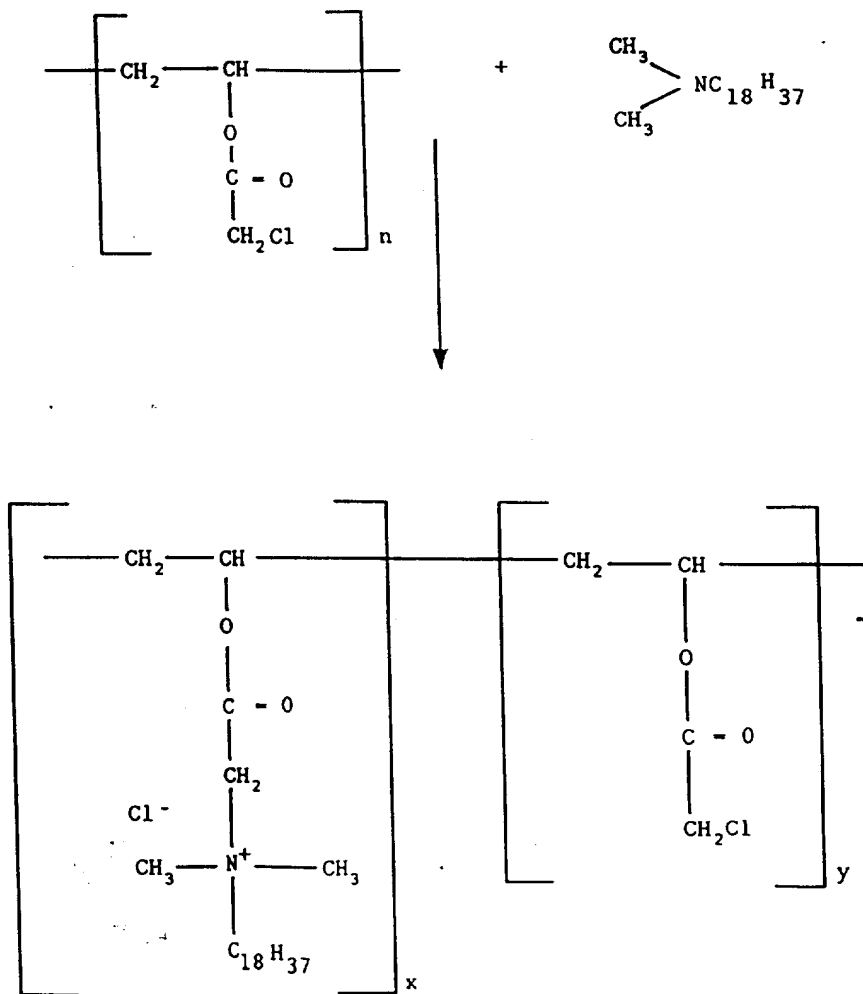 CH₂ CH + CH₃
NC₁₈H₃₇
O CH₃
C = O
CH₂Cl
n
CH₂ CH CH₂ CH
O
O
C = O
C = O
CH₂
Cl⁻
CH₂Cl
CH₃ N⁺ CH₃
y
C₁₈H₃₇
x